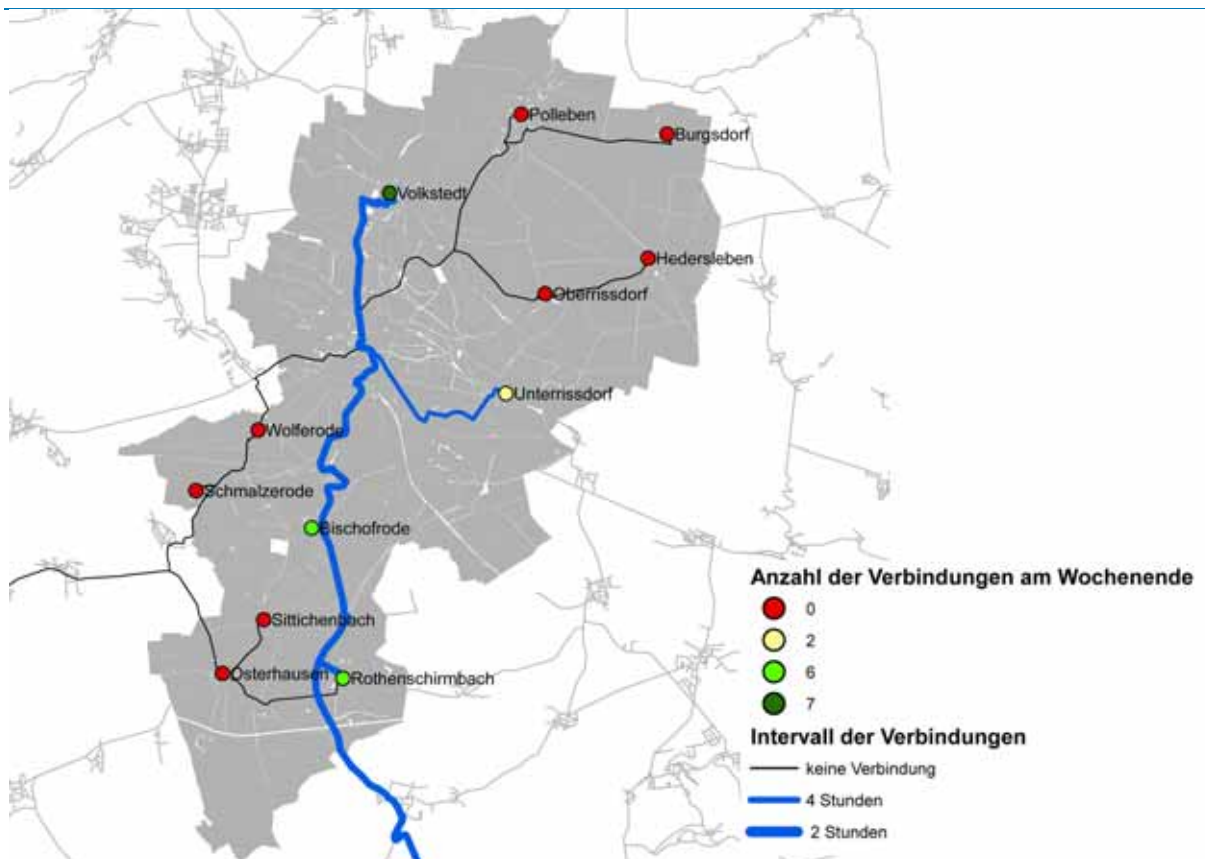 Polleben
Burgsdorf
Volkstedt
Hedersleben
Oberrissdorf
Unterrissdorf
Wolferode
Schmalzerode
Bischofrode
Sittichenbach
Osterhausen
Rothenschirmbach
Anzahl der Verbindungen am Wochenende
0
2
6
7
Intervall der Verbindungen
keine Verbindung
4 Stunden
2 Stunden